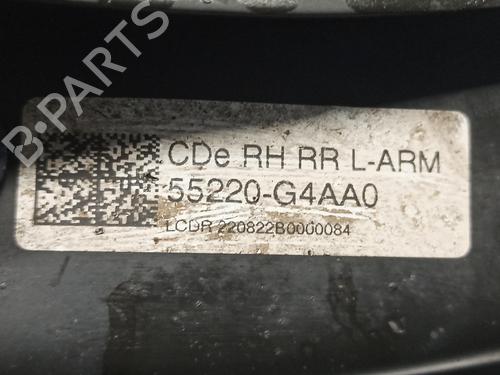 B-PARTS
CDe RH RR L-ARM
55220-G4AA0
LCDR 220822B0000084